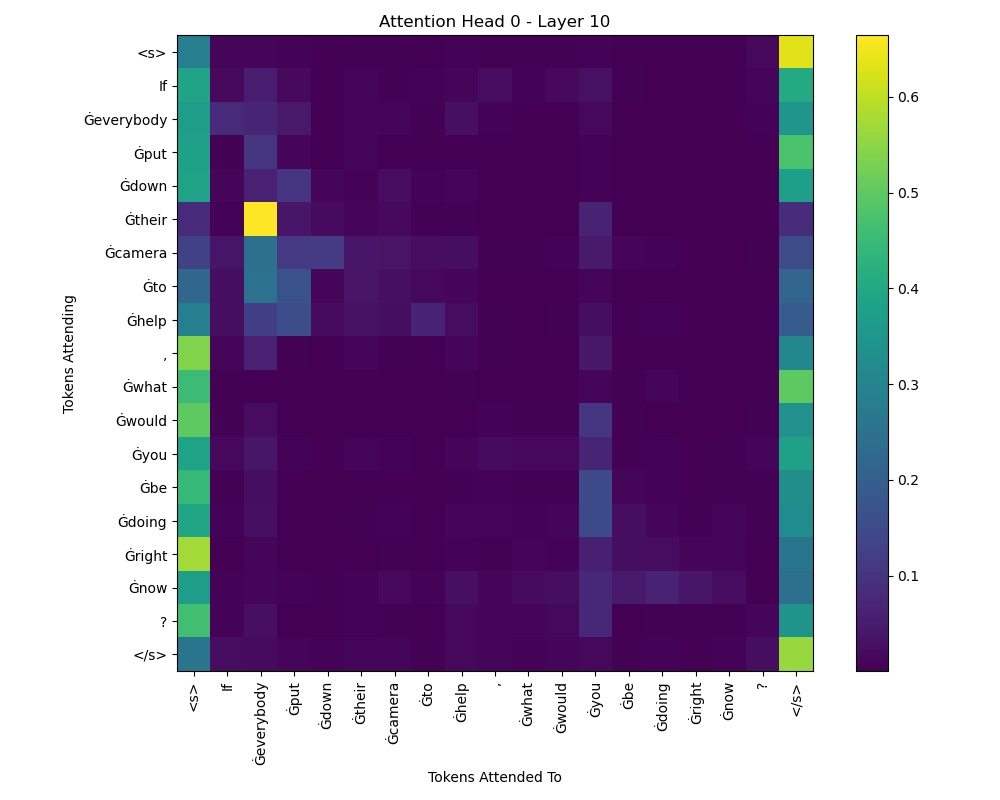 Attention Head 0 - Layer 10
Tokens Attending
<s>
If
Ġeverybody
Ġput
Ġdown
Ġtheir
Ġcamera
Ġto
Ġhelp
,
Ġwhat
Ġwould
Ġyou
Ġbe
Ġdoing
Ġright
Ġnow
?
</s>
<s>
If
Ġeverybody
Ġput
Ġdown
Ġtheir
Ġcamera
Ġto
Ġhelp
,
Ġwhat
Ġwould
Ġyou
Ġbe
Ġdoing
Ġright
Ġnow
?
</s>
Tokens Attended To
0.6
0.5
0.4
0.3
0.2
0.1